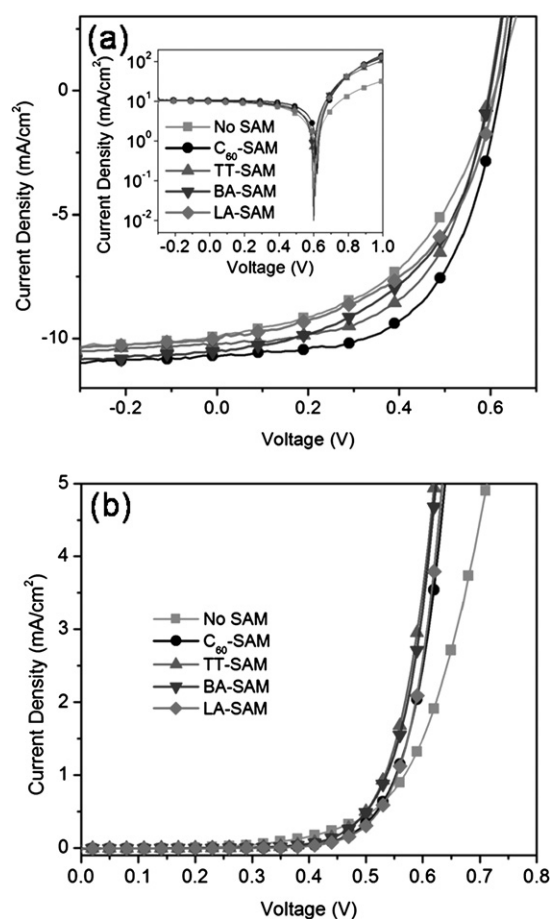 (a)
Current Density (mA/cm²)
0
-5
-10
-0.2 0.0 0.2 0.4 0.6
Voltage (V)
Current Density (mA/cm²)
10²
10¹
10⁰
10⁻¹
10⁻²
-0.2 0.0 0.2 0.4 0.6 0.8 1.0
Voltage (V)
No SAM
C₆₀-SAM
TT-SAM
BA-SAM
LA-SAM
(b)
Current Density (mA/cm²)
5
4
3
2
1
0
0.0 0.1 0.2 0.3 0.4 0.5 0.6 0.7 0.8
Voltage (V)
No SAM
C₆₀-SAM
TT-SAM
BA-SAM
LA-SAM